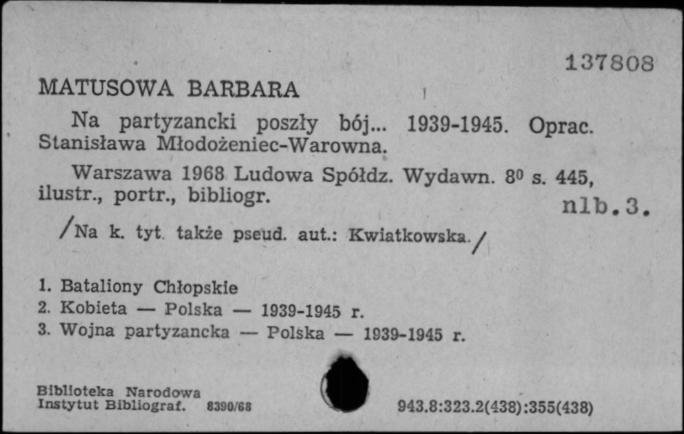 137808
MATUSOWA BARBARA
Na partyzancki poszły bój... 1939-1945. Oprac.
Stanisława Młodożeniec-Warowna.
Warszawa 1968 Ludowa Spółdz. Wydawn. 8⁰ s. 445,
ilustr., portr., bibliogr.
nlb.3.
/Na k. tyt. także pseud. aut.: Kwiatkowska./
1. Bataliony Chłopskie
2. Kobieta — Polska — 1939-1945 r.
3. Wojna partyzancka — Polska — 1939-1945 r.
Biblioteka Narodowa
Instytut Bibliograf. 8390/68
943.8:323.2(438):355(438)